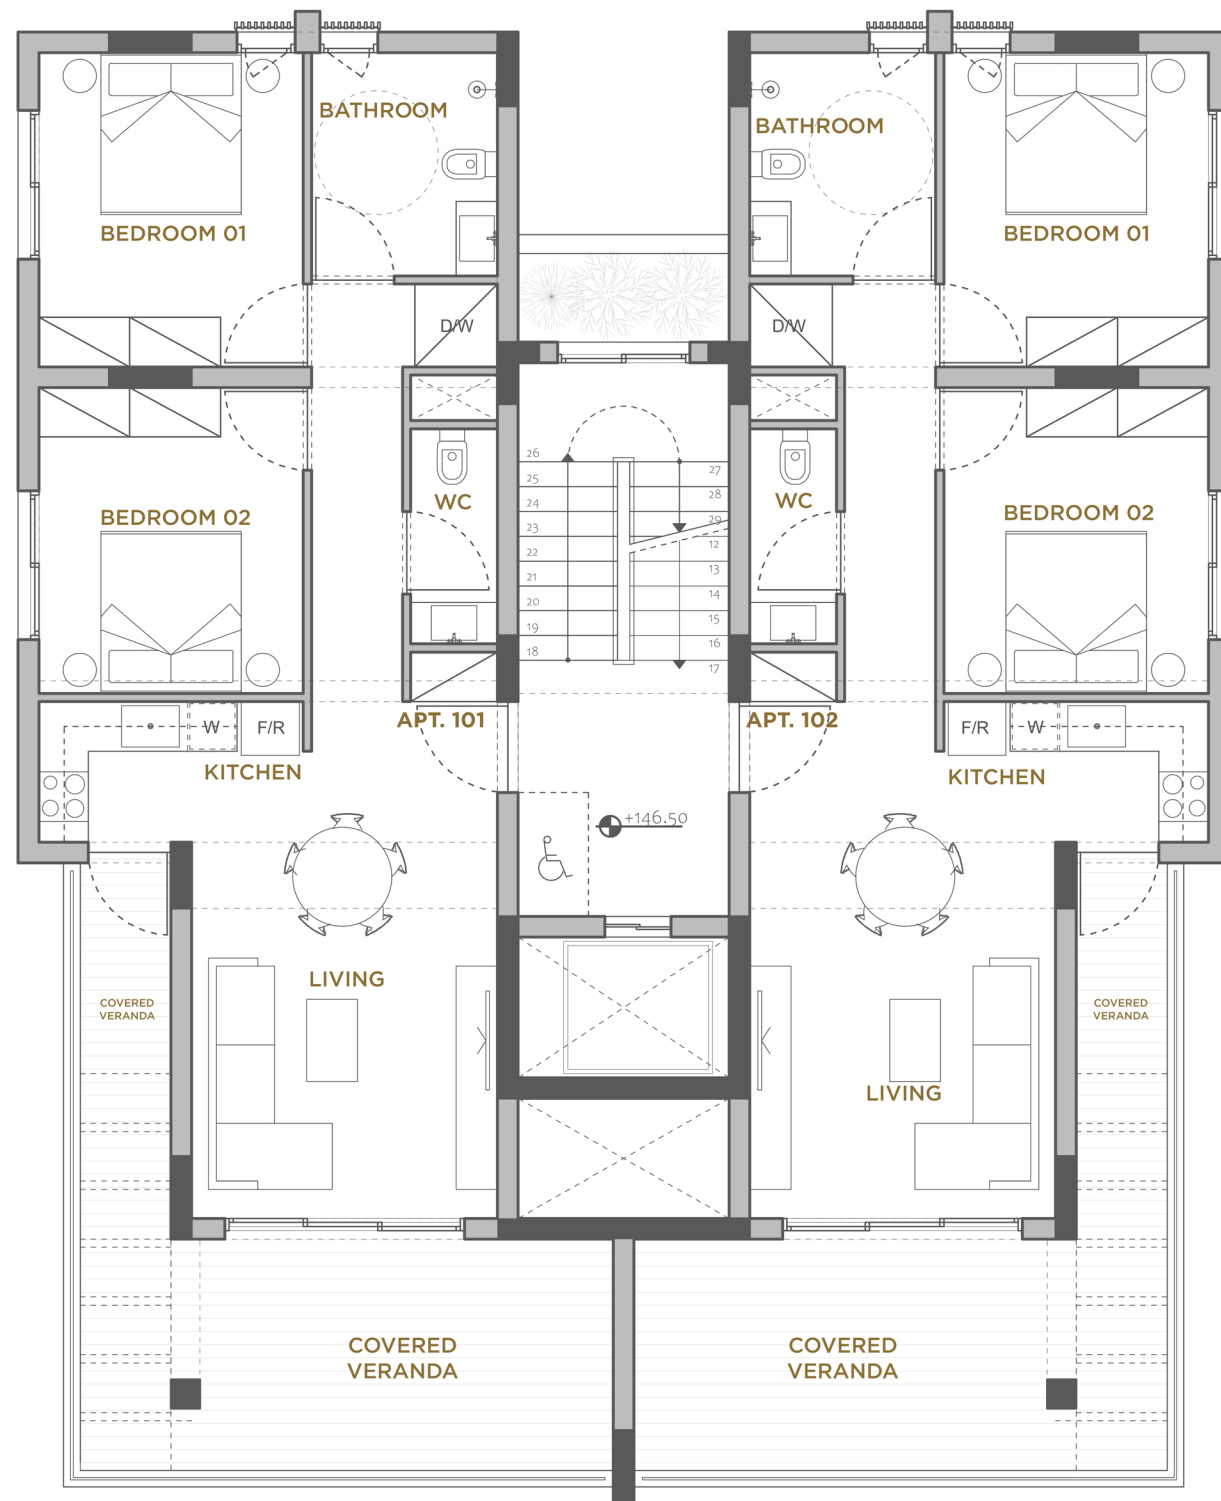 BATHROOM
BATHROOM
BEDROOM 01
BEDROOM 01
D/W
D/W
26
25
24
23
22
21
20
19
18
27
28
29
12
13
14
15
16
17
WC
WC
BEDROOM 02
BEDROOM 02
APT. 101
APT. 102
W
F/R
F/R
W
KITCHEN
KITCHEN
+146.50
LIVING
LIVING
COVERED
VERANDA
COVERED
VERANDA
COVERED
VERANDA
COVERED
VERANDA